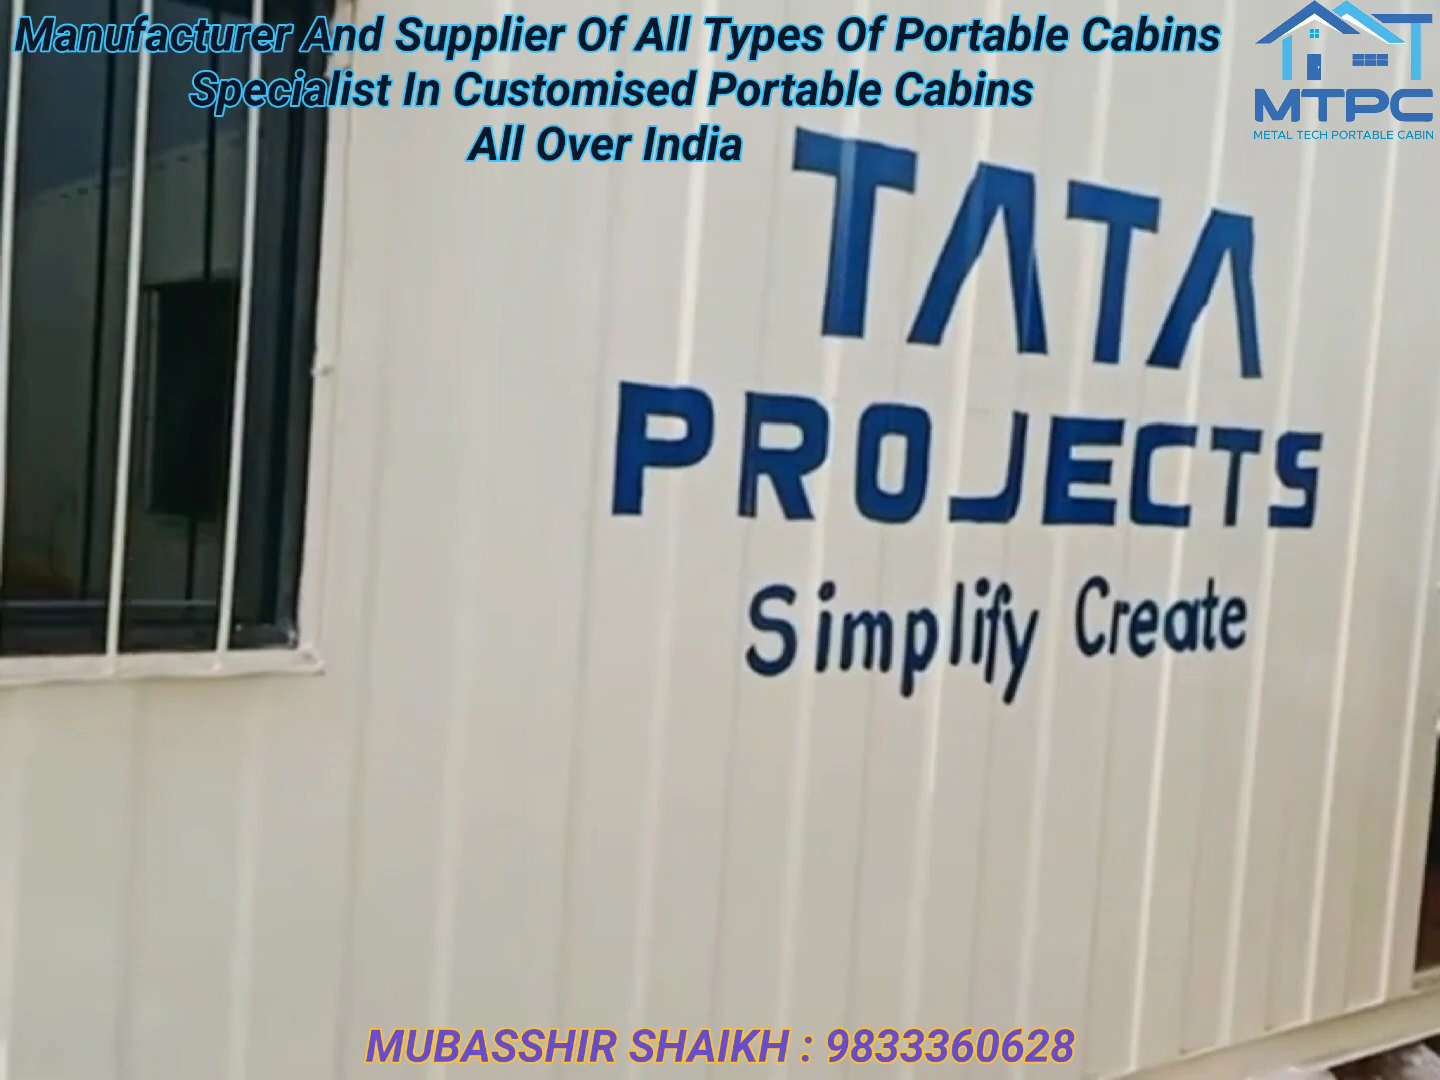 Manufacturer And Supplier Of All Types Of Portable Cabins
Specialist In Customised Portable Cabins
All Over India
MTPC
METAL TECH PORTABLE CABIN
TATA
PROJECTS
Simplify Create
MUBASSHIR SHAIKH : 9833360628